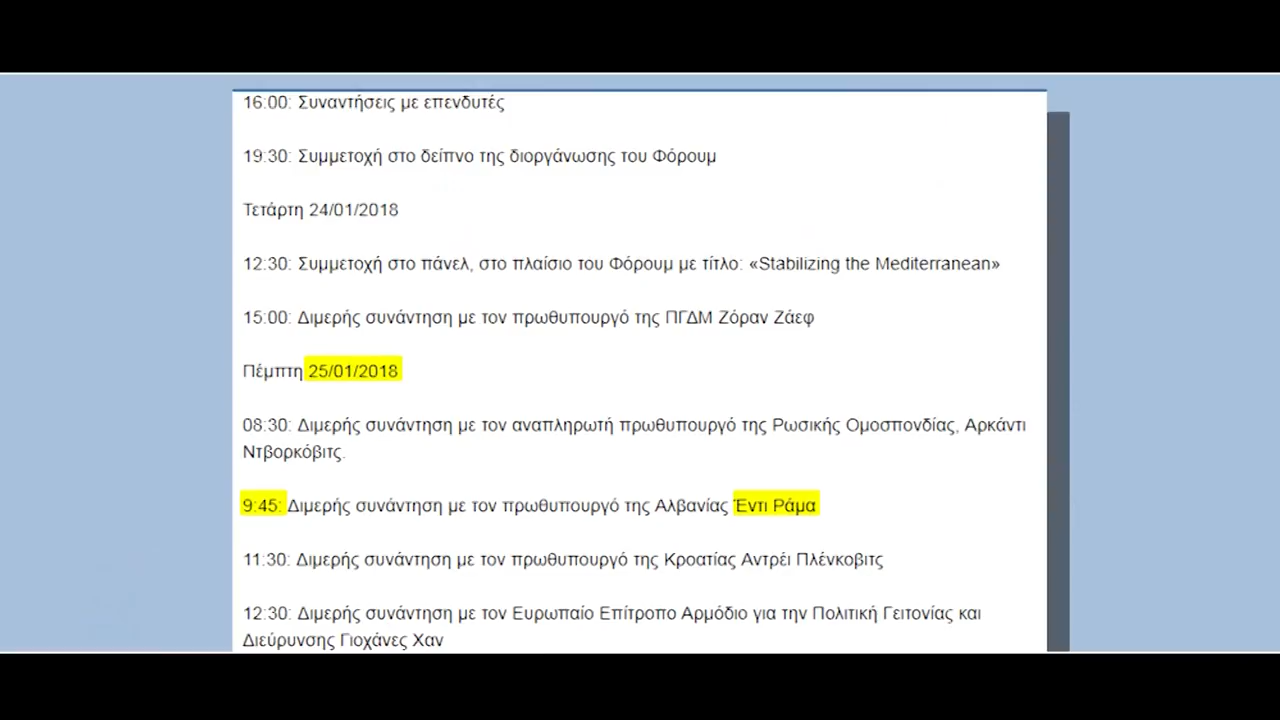 16:00: Συναντήσεις με επενδυτές
19:30: Συμμετοχή στο δείπνο της διοργάνωσης του Φόρουμ
Τετάρτη 24/01/2018
12:30: Συμμετοχή στο πάνελ, στο πλαίσιο του Φόρουμ με τίτλο: «Stabilizing the Mediterranean»
15:00: Διμερής συνάντηση με τον πρωθυπουργό της ΠΓΔΜ Ζόραν Ζάεφ
Πέμπτη 25/01/2018
08:30: Διμερής συνάντηση με τον αναπληρωτή πρωθυπουργό της Ρωσικής Ομοσπονδίας, Αρκάντι
Ντβορκόβιτς.
9:45: Διμερής συνάντηση με τον πρωθυπουργό της Αλβανίας Έντι Ράμα
11:30: Διμερής συνάντηση με τον πρωθυπουργό της Κροατίας Αντρέι Πλένκοβιτς
12:30: Διμερής συνάντηση με τον Ευρωπαίο Επίτροπο Αρμόδιο για την Πολιτική Γειτονίας και
Διεύρυνσης Γιοχάνες Χαν